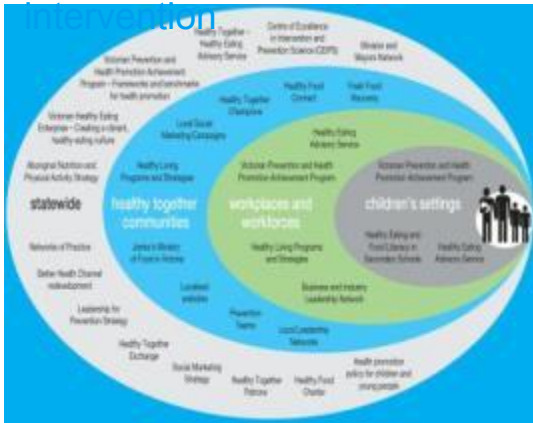 intervention
Healthy Together –
Healthy Eating
Advisory Service
Centre of Excellence
in Intervention and
Prevention Science (CEIPS)
Victorian Prevention and
Health Promotion Achievement
Program – Frameworks and benchmarks
for health promotion
Healthy Together
Champions
Healthy Food
Connect
Fresh Food
Victorian Healthy Eating
Enterprise – Creating a vibrant,
healthy eating culture
Local Social
Marketing Campaigns
Healthy Eating
Advisory Service
Aboriginal Nutrition and
Physical Activity Strategy
Healthy Living
Programs and Strategies
Victorian Prevention and Health
Promotion Achievement Program
Victorian Prevention and Health
Promotion Achievement Program
statewide
healthy together
communities
workplaces and
workforces
children's settings
Networks of Practice
Jamie's Ministry
of Food in Victoria
Healthy Living Programs
and Strategies
Healthy Eating and
Food Literacy in
Secondary Schools
Healthy Eating
Advisory Service
Better Health Channel
redevelopment
Localised
websites
Business and Industry
Leadership Network
Leadership for
Prevention Strategy
Prevention
Teams
Local Leadership
Networks
Healthy Together
Exchange
Social Marketing
Strategy
Healthy Together
Patrons
Healthy Food
Charter
Health promotion
policy for children and
young people